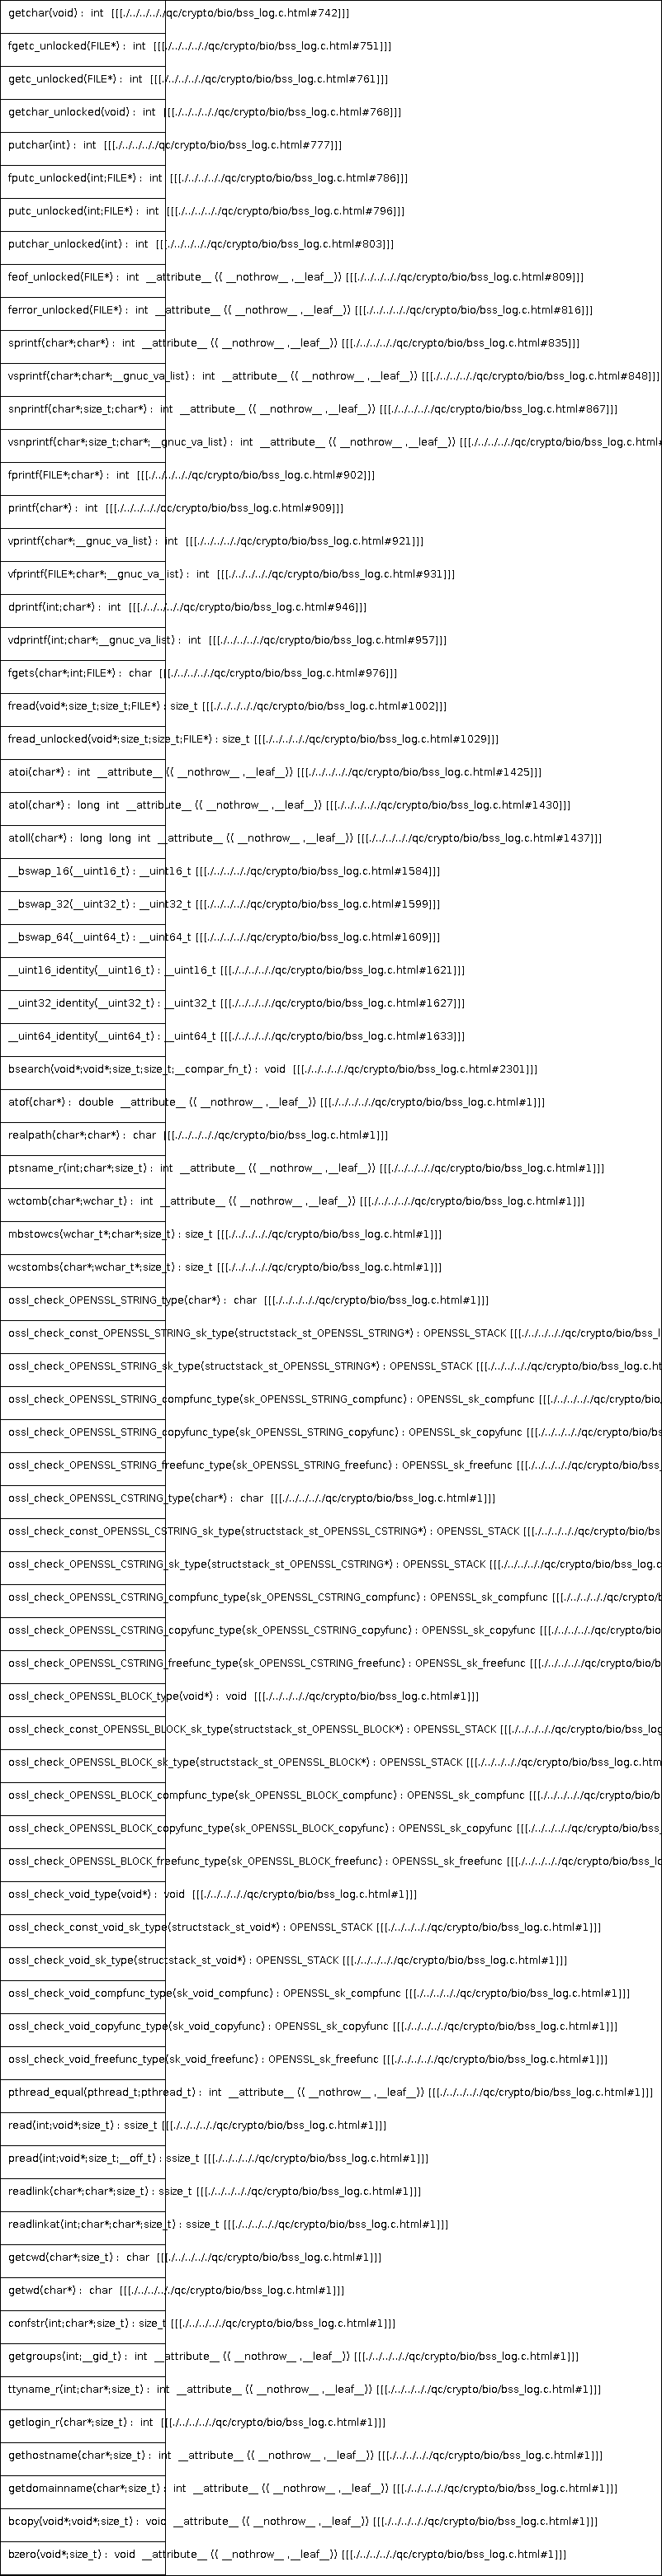 getchar(void) : int [[[./../../../qc/crypto/bio/bss_log.c.html#742]]]
fgetc_unlocked(FILE*) : int [[[./../../../qc/crypto/bio/bss_log.c.html#751]]]
getc_unlocked(FILE*) : int [[[./../../../qc/crypto/bio/bss_log.c.html#761]]]
getchar_unlocked(void) : int [[[./../../../qc/crypto/bio/bss_log.c.html#768]]]
putchar(int) : int [[[./../../../qc/crypto/bio/bss_log.c.html#777]]]
fputc_unlocked(int;FILE*) : int [[[./../../../qc/crypto/bio/bss_log.c.html#786]]]
putc_unlocked(int;FILE*) : int [[[./../../../qc/crypto/bio/bss_log.c.html#796]]]
putchar_unlocked(int) : int [[[./../../../qc/crypto/bio/bss_log.c.html#803]]]
feof_unlocked(FILE*) : int __attribute__ (( __nothrow__ ,__leaf__)) [[[./../../../qc/crypto/bio/bss_log.c.html#809]]]
ferror_unlocked(FILE*) : int __attribute__ (( __nothrow__ ,__leaf__)) [[[./../../../qc/crypto/bio/bss_log.c.html#816]]]
sprintf(char*;char*) : int __attribute__ (( __nothrow__ ,__leaf__)) [[[./../../../qc/crypto/bio/bss_log.c.html#835]]]
vsprintf(char*;char*;__gnuc_va_list) : int __attribute__ (( __nothrow__ ,__leaf__)) [[[./../../../qc/crypto/bio/bss_log.c.html#848]]]
snprintf(char*;size_t;char*) : int __attribute__ (( __nothrow__ ,__leaf__)) [[[./../../../qc/crypto/bio/bss_log.c.html#867]]]
vsnprintf(char*;size_t;char*;__gnuc_va_list) : int __attribute__ (( __nothrow__ ,__leaf__)) [[[./../../../qc/crypto/bio/bss_log.c.html#
fprintf(FILE*;char*) : int [[[./../../../qc/crypto/bio/bss_log.c.html#902]]]
printf(char*) : int [[[./../../../qc/crypto/bio/bss_log.c.html#909]]]
vprintf(char*;__gnuc_va_list) : int [[[./../../../qc/crypto/bio/bss_log.c.html#921]]]
vfprintf(FILE*;char*;__gnuc_va_list) : int [[[./../../../qc/crypto/bio/bss_log.c.html#931]]]
dprintf(int;char*) : int [[[./../../../qc/crypto/bio/bss_log.c.html#946]]]
vdprintf(int;char*;__gnuc_va_list) : int [[[./../../../qc/crypto/bio/bss_log.c.html#957]]]
fgets(char*;int;FILE*) : char [[[./../../../qc/crypto/bio/bss_log.c.html#976]]]
fread(void*;size_t;size_t;FILE*) : size_t [[[./../../../qc/crypto/bio/bss_log.c.html#1002]]]
fread_unlocked(void*;size_t;size_t;FILE*) : size_t [[[./../../../qc/crypto/bio/bss_log.c.html#1029]]]
atoi(char*) : int __attribute__ (( __nothrow__ ,__leaf__)) [[[./../../../qc/crypto/bio/bss_log.c.html#1425]]]
atol(char*) : long int __attribute__ (( __nothrow__ ,__leaf__)) [[[./../../../qc/crypto/bio/bss_log.c.html#1430]]]
atoll(char*) : long long int __attribute__ (( __nothrow__ ,__leaf__)) [[[./../../../qc/crypto/bio/bss_log.c.html#1437]]]
__bswap_16(__uint16_t) : __uint16_t [[[./../../../qc/crypto/bio/bss_log.c.html#1584]]]
__bswap_32(__uint32_t) : __uint32_t [[[./../../../qc/crypto/bio/bss_log.c.html#1599]]]
__bswap_64(__uint64_t) : __uint64_t [[[./../../../qc/crypto/bio/bss_log.c.html#1609]]]
__uint16_identity(__uint16_t) : __uint16_t [[[./../../../qc/crypto/bio/bss_log.c.html#1621]]]
__uint32_identity(__uint32_t) : __uint32_t [[[./../../../qc/crypto/bio/bss_log.c.html#1627]]]
__uint64_identity(__uint64_t) : __uint64_t [[[./../../../qc/crypto/bio/bss_log.c.html#1633]]]
bsearch(void*;void*;size_t;size_t;__compar_fn_t) : void [[[./../../../qc/crypto/bio/bss_log.c.html#2301]]]
atof(char*) : double __attribute__ (( __nothrow__ ,__leaf__)) [[[./../../../qc/crypto/bio/bss_log.c.html#1]]]
realpath(char*;char*) : char [[[./../../../qc/crypto/bio/bss_log.c.html#1]]]
ptsname_r(int;char*;size_t) : int __attribute__ (( __nothrow__ ,__leaf__)) [[[./../../../qc/crypto/bio/bss_log.c.html#1]]]
wctomb(char*;wchar_t) : int __attribute__ (( __nothrow__ ,__leaf__)) [[[./../../../qc/crypto/bio/bss_log.c.html#1]]]
mbstowcs(wchar_t*;char*;size_t) : size_t [[[./../../../qc/crypto/bio/bss_log.c.html#1]]]
wcstombs(char*;wchar_t*;size_t) : size_t [[[./../../../qc/crypto/bio/bss_log.c.html#1]]]
ossl_check_OPENSSL_STRING_type(char*) : char [[[./../../../qc/crypto/bio/bss_log.c.html#1]]]
ossl_check_const_OPENSSL_STRING_sk_type(structstack_st_OPENSSL_STRING*) : OPENSSL_STACK [[[./../../../qc/crypto/bio/bss_l
ossl_check_OPENSSL_STRING_sk_type(structstack_st_OPENSSL_STRING*) : OPENSSL_STACK [[[./../../../qc/crypto/bio/bss_log.c.ht
ossl_check_OPENSSL_STRING_compfunc_type(sk_OPENSSL_STRING_compfunc) : OPENSSL_sk_compfunc [[[./../../../qc/crypto/bio/
ossl_check_OPENSSL_STRING_copyfunc_type(sk_OPENSSL_STRING_copyfunc) : OPENSSL_sk_copyfunc [[[./../../../qc/crypto/bio/bs
ossl_check_OPENSSL_STRING_freefunc_type(sk_OPENSSL_STRING_freefunc) : OPENSSL_sk_freefunc [[[./../../../qc/crypto/bio/bss_
ossl_check_OPENSSL_CSTRING_type(char*) : char [[[./../../../qc/crypto/bio/bss_log.c.html#1]]]
ossl_check_const_OPENSSL_CSTRING_sk_type(structstack_st_OPENSSL_CSTRING*) : OPENSSL_STACK [[[./../../../qc/crypto/bio/bs
ossl_check_OPENSSL_CSTRING_sk_type(structstack_st_OPENSSL_CSTRING*) : OPENSSL_STACK [[[./../../../qc/crypto/bio/bss_log.c
ossl_check_OPENSSL_CSTRING_compfunc_type(sk_OPENSSL_CSTRING_compfunc) : OPENSSL_sk_compfunc [[[./../../../qc/crypto/b
ossl_check_OPENSSL_CSTRING_copyfunc_type(sk_OPENSSL_CSTRING_copyfunc) : OPENSSL_sk_copyfunc [[[./../../../qc/crypto/bio
ossl_check_OPENSSL_CSTRING_freefunc_type(sk_OPENSSL_CSTRING_freefunc) : OPENSSL_sk_freefunc [[[./../../../qc/crypto/bio/b
ossl_check_OPENSSL_BLOCK_type(void*) : void [[[./../../../qc/crypto/bio/bss_log.c.html#1]]]
ossl_check_const_OPENSSL_BLOCK_sk_type(structstack_st_OPENSSL_BLOCK*) : OPENSSL_STACK [[[./../../../qc/crypto/bio/bss_log
ossl_check_OPENSSL_BLOCK_sk_type(structstack_st_OPENSSL_BLOCK*) : OPENSSL_STACK [[[./../../../qc/crypto/bio/bss_log.c.htm
ossl_check_OPENSSL_BLOCK_compfunc_type(sk_OPENSSL_BLOCK_compfunc) : OPENSSL_sk_compfunc [[[./../../../qc/crypto/bio/b
ossl_check_OPENSSL_BLOCK_copyfunc_type(sk_OPENSSL_BLOCK_copyfunc) : OPENSSL_sk_copyfunc [[[./../../../qc/crypto/bio/bss_
ossl_check_OPENSSL_BLOCK_freefunc_type(sk_OPENSSL_BLOCK_freefunc) : OPENSSL_sk_freefunc [[[./../../../qc/crypto/bio/bss_lo
ossl_check_void_type(void*) : void [[[./../../../qc/crypto/bio/bss_log.c.html#1]]]
ossl_check_const_void_sk_type(structstack_st_void*) : OPENSSL_STACK [[[./../../../qc/crypto/bio/bss_log.c.html#1]]]
ossl_check_void_sk_type(structstack_st_void*) : OPENSSL_STACK [[[./../../../qc/crypto/bio/bss_log.c.html#1]]]
ossl_check_void_compfunc_type(sk_void_compfunc) : OPENSSL_sk_compfunc [[[./../../../qc/crypto/bio/bss_log.c.html#1]]]
ossl_check_void_copyfunc_type(sk_void_copyfunc) : OPENSSL_sk_copyfunc [[[./../../../qc/crypto/bio/bss_log.c.html#1]]]
ossl_check_void_freefunc_type(sk_void_freefunc) : OPENSSL_sk_freefunc [[[./../../../qc/crypto/bio/bss_log.c.html#1]]]
pthread_equal(pthread_t;pthread_t) : int __attribute__ (( __nothrow__ ,__leaf__)) [[[./../../../qc/crypto/bio/bss_log.c.html#1]]]
read(int;void*;size_t) : ssize_t [[[./../../../qc/crypto/bio/bss_log.c.html#1]]]
pread(int;void*;size_t;__off_t) : ssize_t [[[./../../../qc/crypto/bio/bss_log.c.html#1]]]
readlink(char*;char*;size_t) : ssize_t [[[./../../../qc/crypto/bio/bss_log.c.html#1]]]
readlinkat(int;char*;char*;size_t) : ssize_t [[[./../../../qc/crypto/bio/bss_log.c.html#1]]]
getcwd(char*;size_t) : char [[[./../../../qc/crypto/bio/bss_log.c.html#1]]]
getwd(char*) : char [[[./../../../qc/crypto/bio/bss_log.c.html#1]]]
confstr(int;char*;size_t) : size_t [[[./../../../qc/crypto/bio/bss_log.c.html#1]]]
getgroups(int;__gid_t) : int __attribute__ (( __nothrow__ ,__leaf__)) [[[./../../../qc/crypto/bio/bss_log.c.html#1]]]
ttyname_r(int;char*;size_t) : int __attribute__ (( __nothrow__ ,__leaf__)) [[[./../../../qc/crypto/bio/bss_log.c.html#1]]]
getlogin_r(char*;size_t) : int [[[./../../../qc/crypto/bio/bss_log.c.html#1]]]
gethostname(char*;size_t) : int __attribute__ (( __nothrow__ ,__leaf__)) [[[./../../../qc/crypto/bio/bss_log.c.html#1]]]
getdomainname(char*;size_t) : int __attribute__ (( __nothrow__ ,__leaf__)) [[[./../../../qc/crypto/bio/bss_log.c.html#1]]]
bcopy(void*;void*;size_t) : void __attribute__ (( __nothrow__ ,__leaf__)) [[[./../../../qc/crypto/bio/bss_log.c.html#1]]]
bzero(void*;size_t) : void __attribute__ (( __nothrow__ ,__leaf__)) [[[./../../../qc/crypto/bio/bss_log.c.html#1]]]